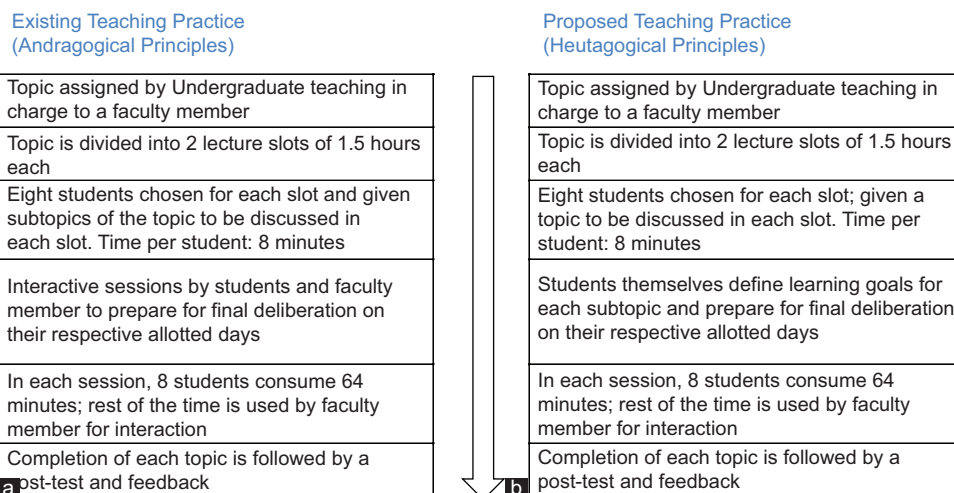 Existing Teaching Practice
(Andragogical Principles)
Topic assigned by Undergraduate teaching in
charge to a faculty member
Topic is divided into 2 lecture slots of 1.5 hours
each
Eight students chosen for each slot and given
subtopics of the topic to be discussed in
each slot. Time per student: 8 minutes
Interactive sessions by students and faculty
member to prepare for final deliberation on
their respective allotted days
In each session, 8 students consume 64
minutes; rest of the time is used by faculty
member for interaction
Completion of each topic is followed by a
post-test and feedback
a
Proposed Teaching Practice
(Heutagogical Principles)
Topic assigned by Undergraduate teaching in
charge to a faculty member
Topic is divided into 2 lecture slots of 1.5 hours
each
Eight students chosen for each slot; given a
topic to be discussed in each slot. Time per
student: 8 minutes
Students themselves define learning goals for
each subtopic and prepare for final deliberation
on their respective allotted days
In each session, 8 students consume 64
minutes; rest of the time is used by faculty
member for interaction
Completion of each topic is followed by a
post-test and feedback
b